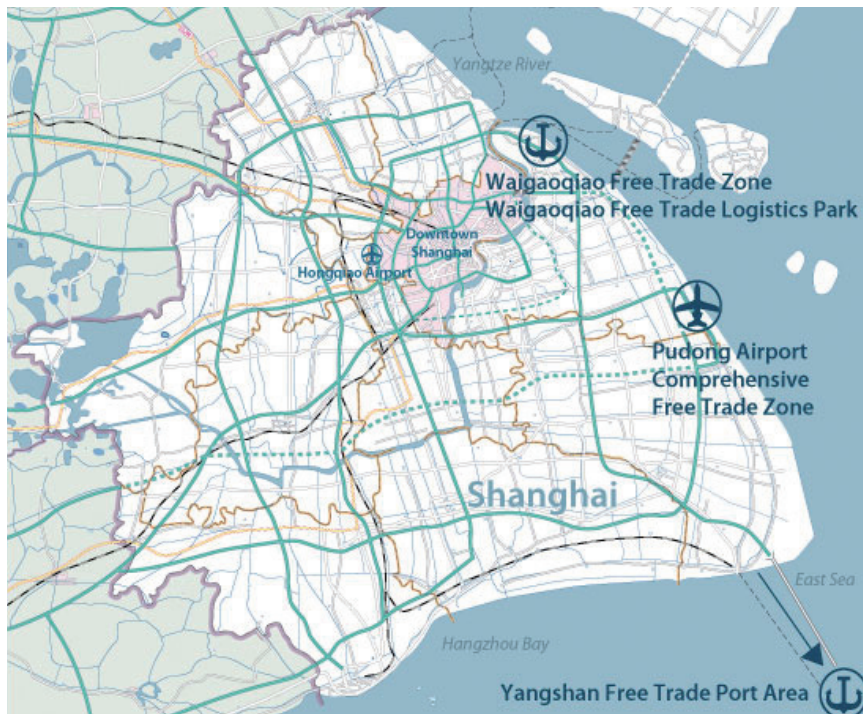 Yangtze River
Waigaoqiao Free Trade Zone
Waigaoqiao Free Trade Logistics Park
Downtown
Shanghai
Hongqiao Airport
Pudong Airport
Comprehensive
Free Trade Zone
Shanghai
East Sea
Hangzhou Bay
Yangshan Free Trade Port Area